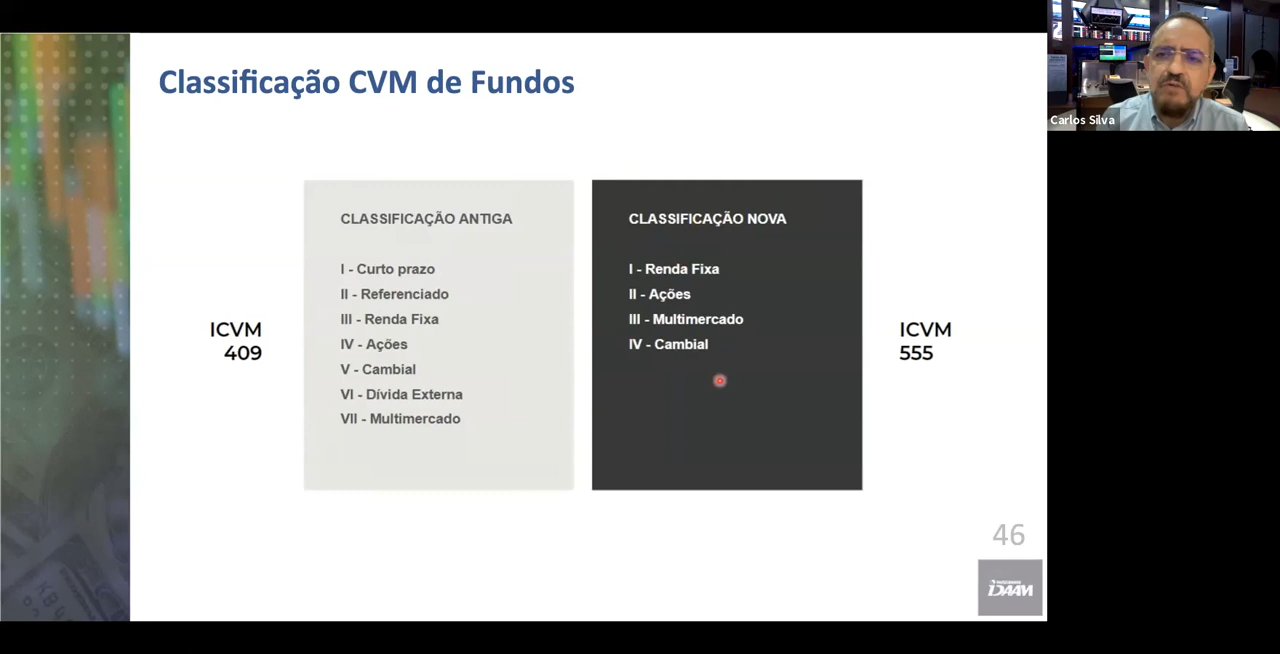 Classificação CVM de Fundos
Carlos Silva
CLASSIFICAÇÃO ANTIGA
I - Curto prazo
II - Referenciado
III - Renda Fixa
IV - Ações
V - Cambial
VI - Dívida Externa
VII - Multimercado
CLASSIFICAÇÃO NOVA
I - Renda Fixa
II - Ações
III - Multimercado
IV - Cambial
ICVM
409
ICVM
555
46